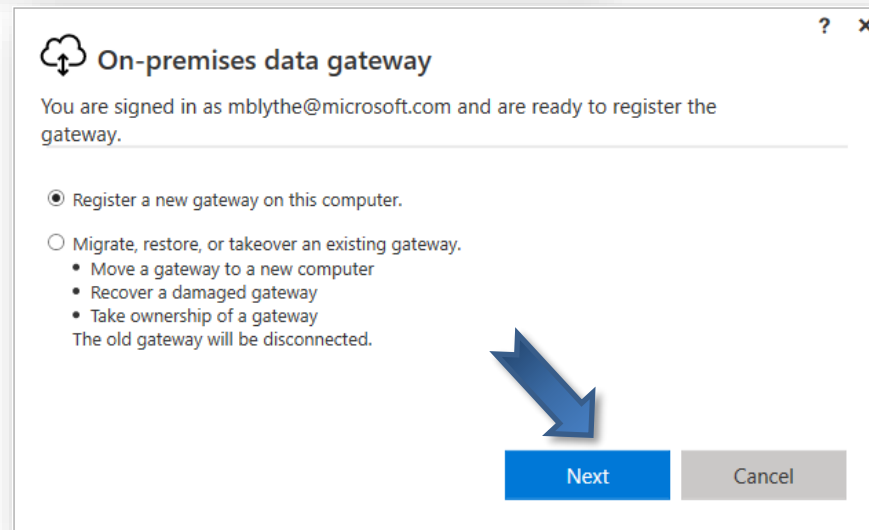 ? ×
On-premises data gateway
You are signed in as mblythe@microsoft.com and are ready to register the
gateway.
Register a new gateway on this computer.
Migrate, restore, or takeover an existing gateway.
• Move a gateway to a new computer
• Recover a damaged gateway
• Take ownership of a gateway
The old gateway will be disconnected.
Next Cancel